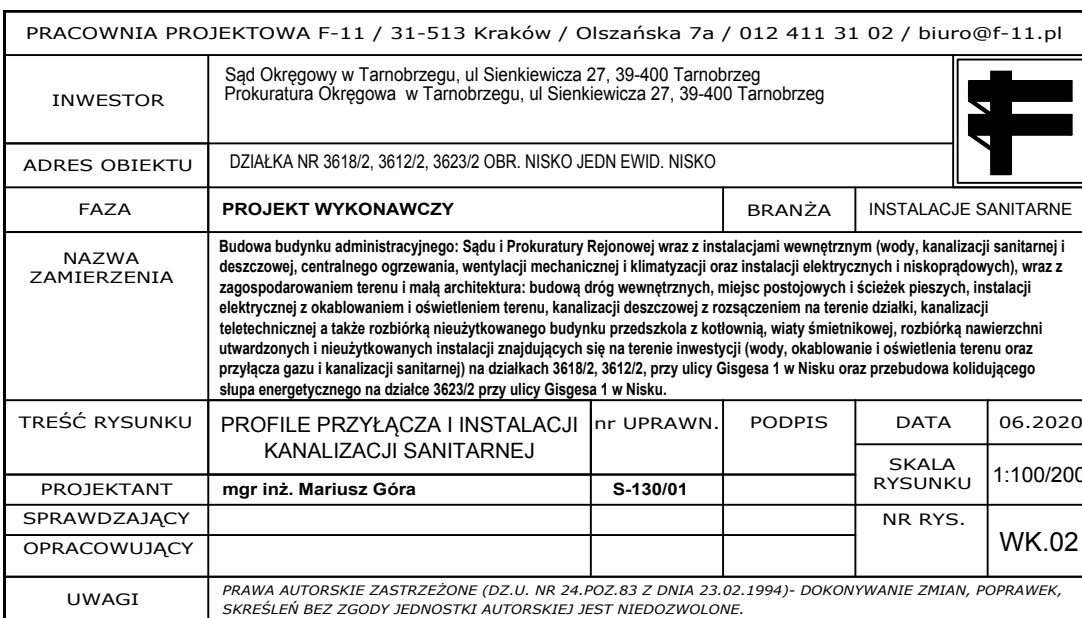 PRACOWNIA PROJEKTOWA F-11 / 31-513 Kraków / Olszańska 7a / 012 411 31 02 / biuro@f-11.pl
INWESTOR
Sąd Okręgowy w Tarnobrzegu, ul Sienkiewicza 27, 39-400 Tarnobrzeg
Prokuratura Okręgowa w Tarnobrzegu, ul Sienkiewicza 27, 39-400 Tarnobrzeg
ADRES OBIEKTU
DZIAŁKA NR 3618/2, 3612/2, 3623/2 OBR. NISKO JEDN EWID. NISKO
FAZA
PROJEKT WYKONAWCZY
BRANŻA
INSTALACJE SANITARNE
NAZWA
ZAMIERZENIA
Budowa budynku administracyjnego: Sądu i Prokuratury Rejonowej wraz z instalacjami wewnętrznym (wody, kanalizacji sanitarnej i
deszczowej, centralnego ogrzewania, wentylacji mechanicznej i klimatyzacji oraz instalacji elektrycznych i niskoprądowych), wraz z
zagospodarowaniem terenu i małą architektura: budową dróg wewnętrznych, miejsc postojowych i ścieżek pieszych, instalacji
elektrycznej z okablowaniem i oświetleniem terenu, kanalizacji deszczowej z rozsączeniem na terenie działki, kanalizacji
teletechnicznej a także rozbiórką nieużytkowanego budynku przedszkola z kotłownią, wiaty śmietnikowej, rozbiórką nawierzchni
utwardzonych i nieużytkowanych instalacji znajdujących się na terenie inwestycji (wody, okablowanie i oświetlenia terenu oraz
przyłącza gazu i kanalizacji sanitarnej) na działkach 3618/2, 3612/2, przy ulicy Gisgesa 1 w Nisku oraz przebudowa kolidującego
słupa energetycznego na działce 3623/2 przy ulicy Gisgesa 1 w Nisku.
TREŚĆ RYSUNKU
PROFILE PRZYŁĄCZA I INSTALACJI
KANALIZACJI SANITARNEJ
nr UPRAWN.
PODPIS
DATA
06.2020
SKALA
RYSUNKU
1:100/200
PROJEKTANT
mgr inż. Mariusz Góra
S-130/01
SPRAWDZAJĄCY
NR RYS.
WK.02
OPRACOWUJĄCY
UWAGI
PRAWA AUTORSKIE ZASTRZEŻONE (DZ.U. NR 24.POZ.83 Z DNIA 23.02.1994)- DOKONYWANIE ZMIAN, POPRAWEK,
SKREŚLEŃ BEZ ZGODY JEDNOSTKI AUTORSKIEJ JEST NIEDOZWOLONE.